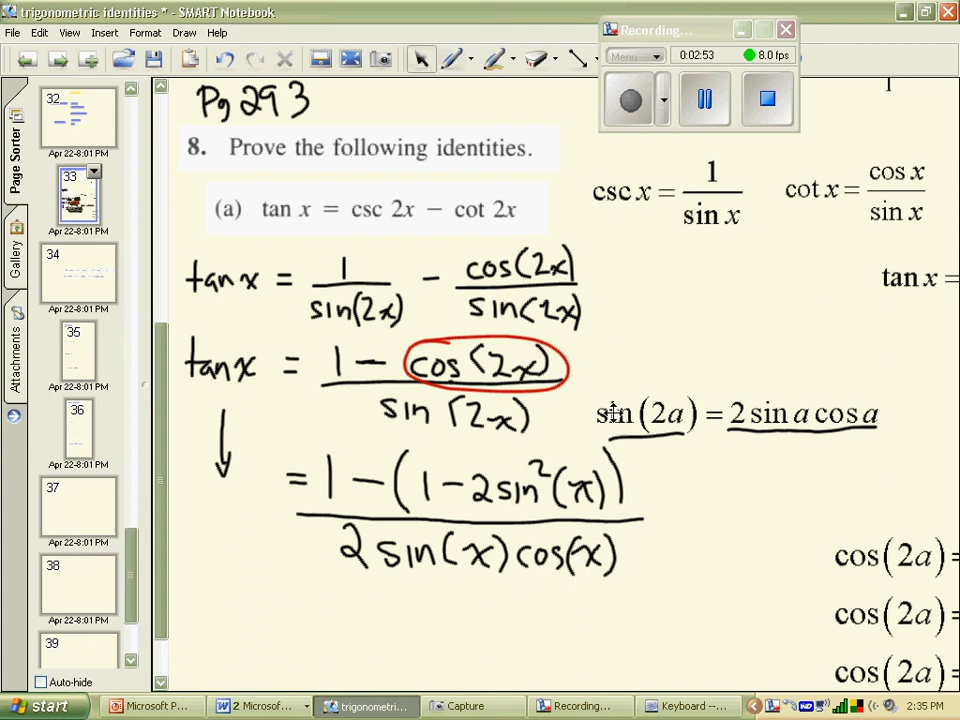 trigonometric identities * - SMART Notebook
File Edit View Insert Format Draw Help
Recording...
Menu 0:02:53 8.0 fps
Page Sorter
Gallery
Attachments
32
Apr 22-8:01 PM
33
Apr 22-8:01 PM
34
Apr 22-8:01 PM
35
Apr 22-8:01 PM
36
Apr 22-8:01 PM
37
Apr 22-8:01 PM
38
Apr 22-8:01 PM
39
Auto-hide
Pg 293
8. Prove the following identities.
(a) tan x = csc 2x − cot 2x
csc x = 1/sin x cot x = cos x/sin x
tan x =
tan x = 1/sin(2x) − cos(2x)/sin(2x)
tan x = (1 − cos(2x))/sin(2x)
sin(2a) = 2 sin a cos a
= (1 − (1 − 2sin²(x)))/(2 sin(x) cos(x))
cos(2a) =
cos(2a) =
cos(2a) =
start Microsoft P... 2 Microsof... trigonometri... Capture Recording... Keyboard --... 2:35 PM